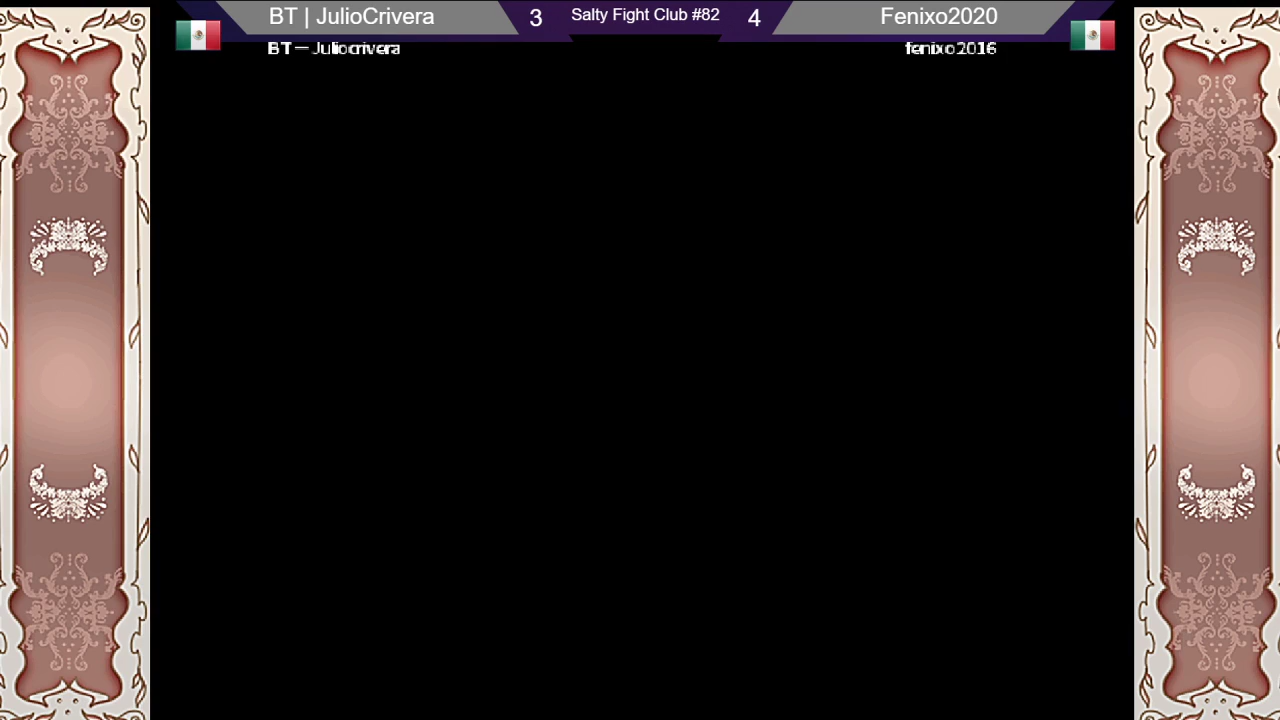 BT | JulioCrivera 3 Salty Fight Club #82 4 Fenixo2020
BT — Juliocrivera fenixo2016